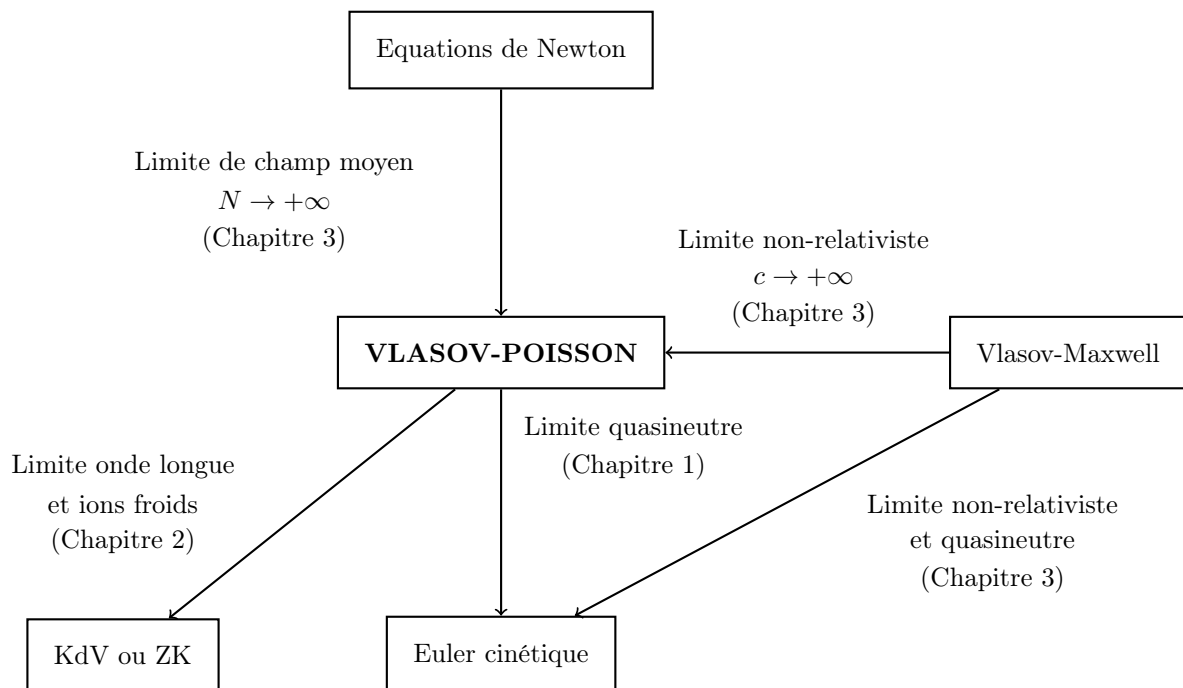 Equations de Newton
Limite de champ moyen
N → +∞
(Chapitre 3)
Limite non-relativiste
c → +∞
(Chapitre 3)
VLASOV-POISSON
Vlasov-Maxwell
Limite quasineutre
(Chapitre 1)
Limite onde longue
et ions froids
(Chapitre 2)
Limite non-relativiste
et quasineutre
(Chapitre 3)
KdV ou ZK
Euler cinétique